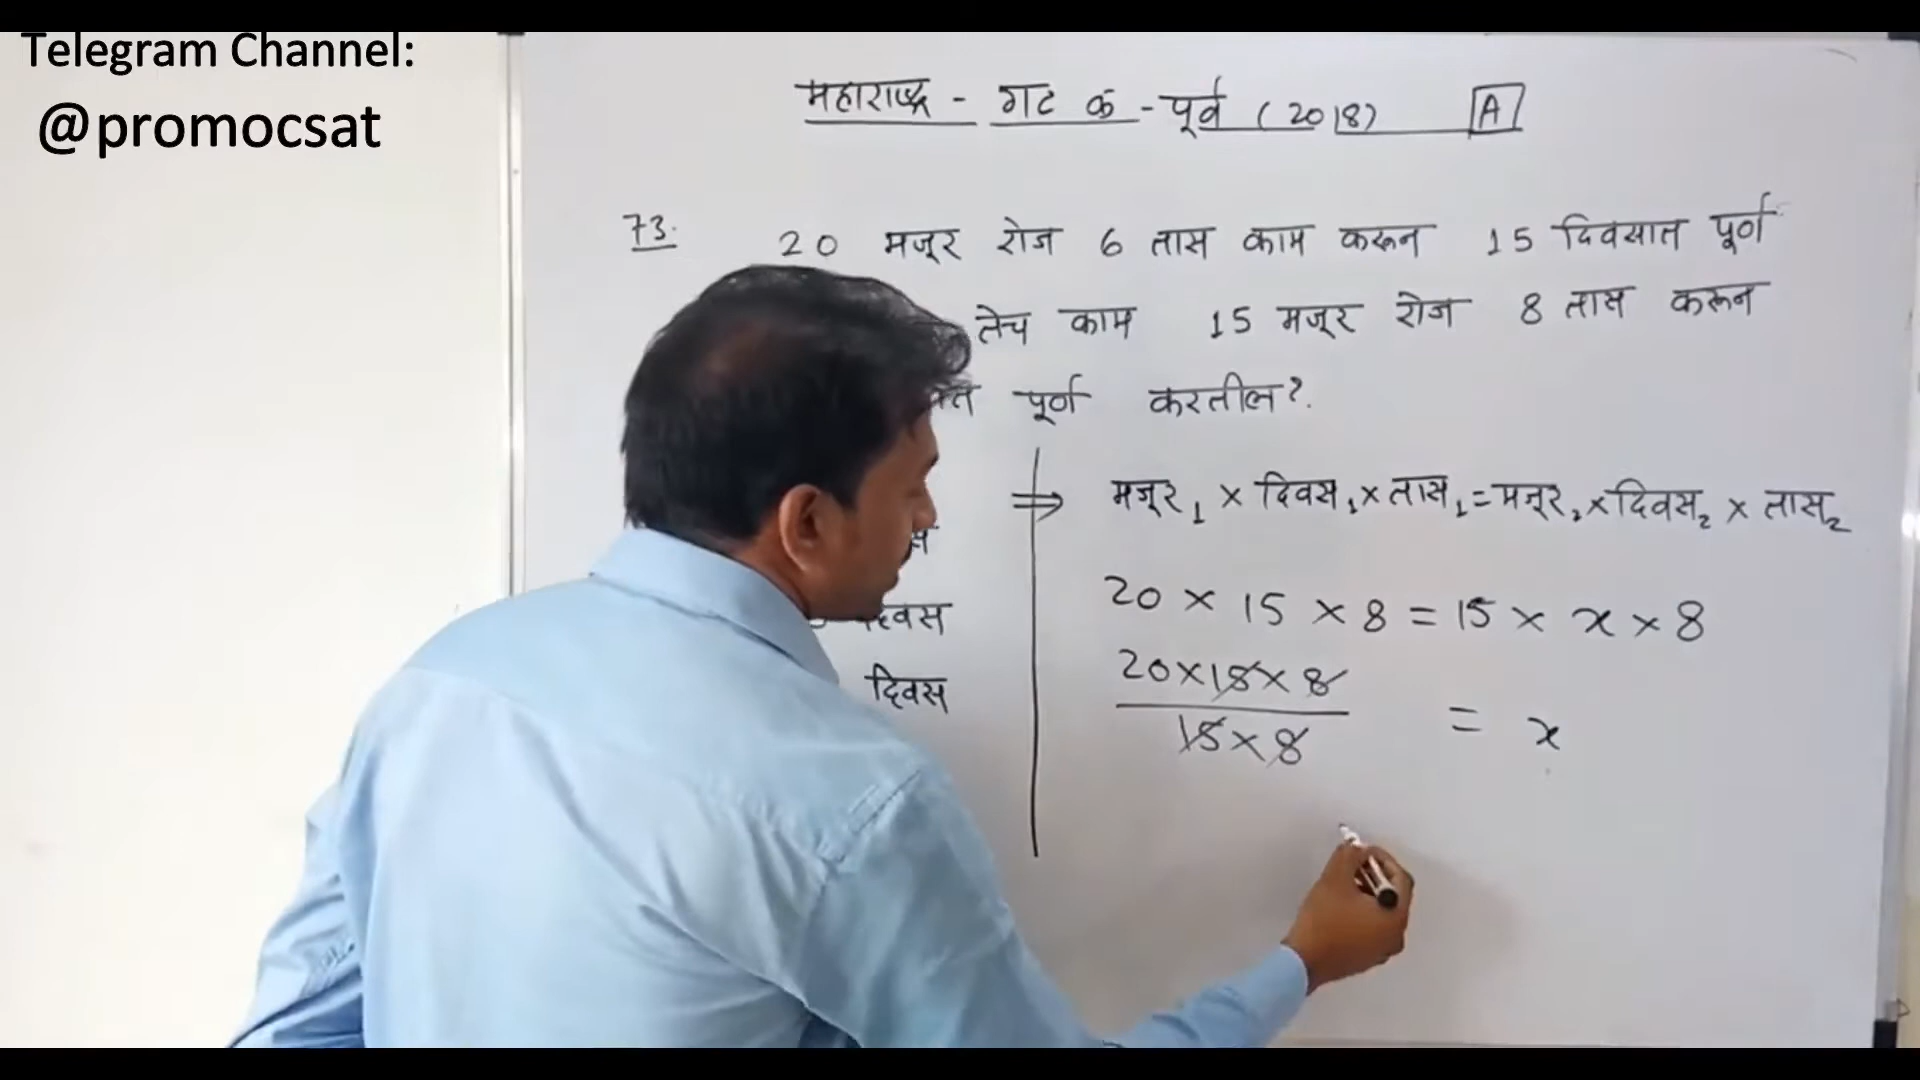 Telegram Channel:
@promocsat
महाराष्ट्र - गट क - पूर्व (2018) A
73. 20 मजूर रोज 6 तास काम करून 15 दिवसात पूर्ण
तेच काम 15 मजूर रोज 8 तास करून
पूर्ण करतील?
मजूर₁ × दिवस₁ × तास₁ = मजूर₂ × दिवस₂ × तास₂
20 × 15 × 8 = 15 × x × 8
दिवस
20×15×8
15×8
= x
दिवस